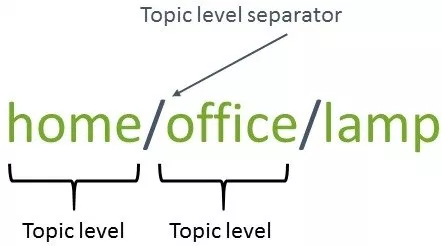 Topic level separator
home/office/lamp
Topic level
Topic level